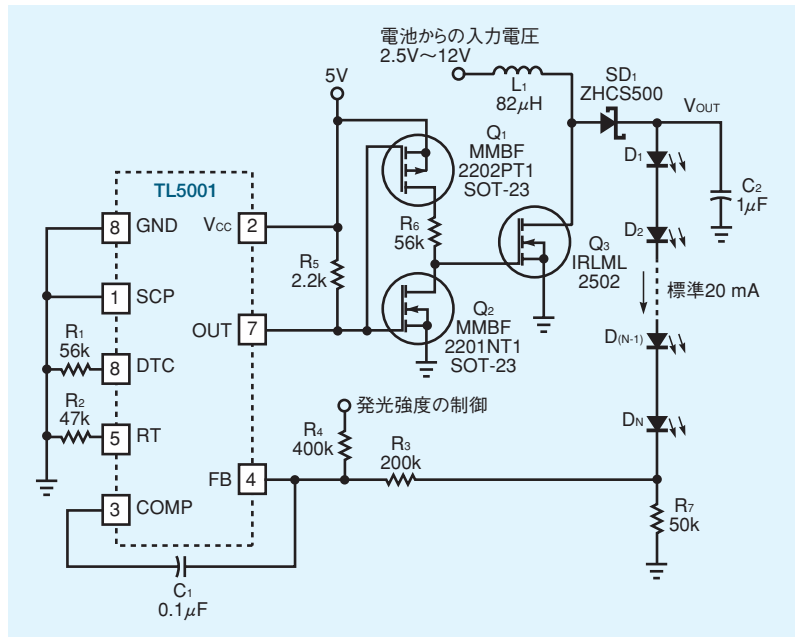 電池からの入力電圧
2.5V～12V
5V
L1
82μH
SD1
ZHCS500
VOUT
Q1
MMBF
2202PT1
SOT-23
D1
C2
1μF
TL5001
8
GND
VCC
2
R6
56k
D2
Q3
IRLML
2502
R5
2.2k
標準20 mA
1
SCP
OUT
7
Q2
MMBF
2201NT1
SOT-23
D(N-1)
R1
56k
8
DTC
発光強度の制御
R2
47k
5
RT
R4
400k
R3
200k
DN
FB
4
3
COMP
R7
50k
C1
0.1μF